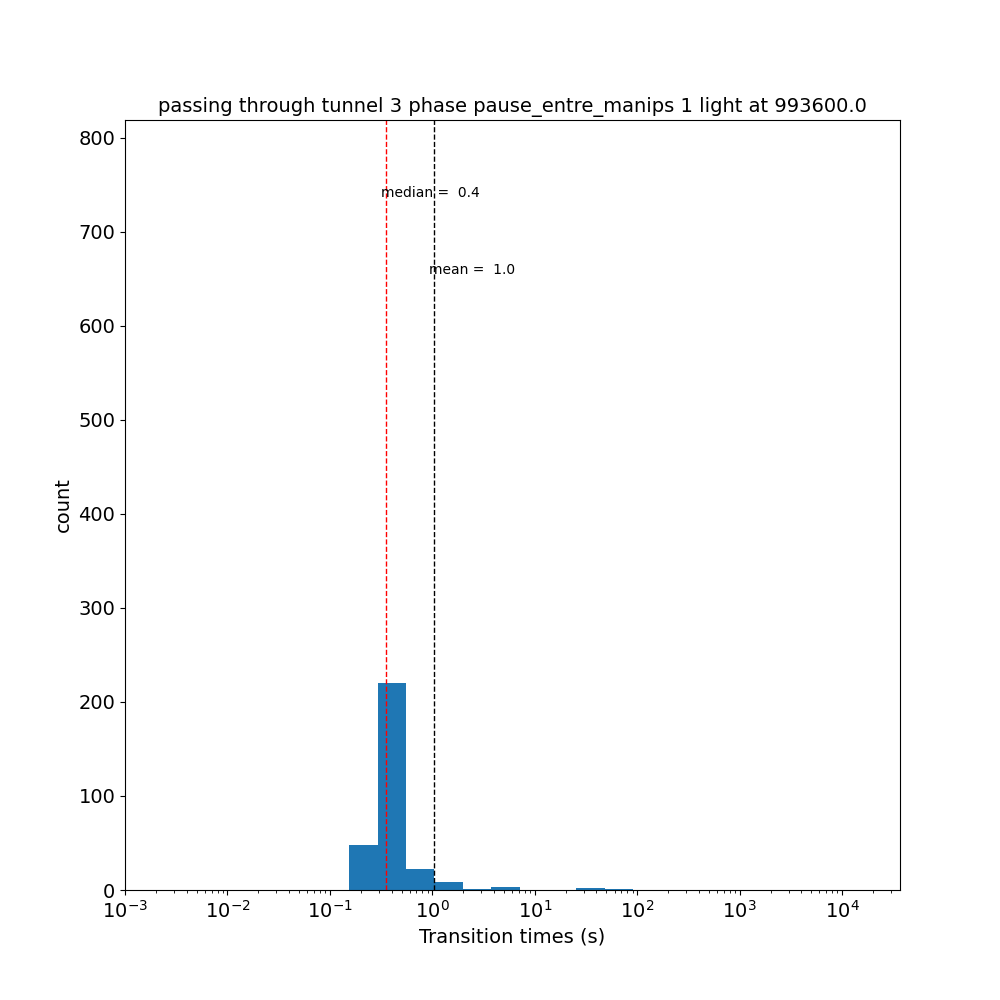 passing through tunnel 3 phase pause_entre_manips 1 light at 993600.0
800
median = 0.4
700
mean = 1.0
600
500
count
400
300
200
100
0
10⁻³ 10⁻² 10⁻¹ 10⁰ 10¹ 10² 10³ 10⁴
Transition times (s)